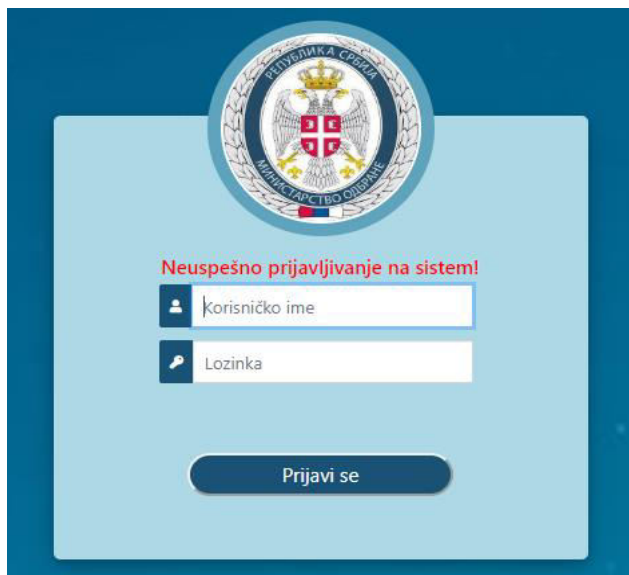 РЕПУБЛИКА СРБИЈА
МИНИСТАРСТВО ОДБРАНЕ
Neuspešno prijavljivanje na sistem!
Korisničko ime
Lozinka
Prijavi se